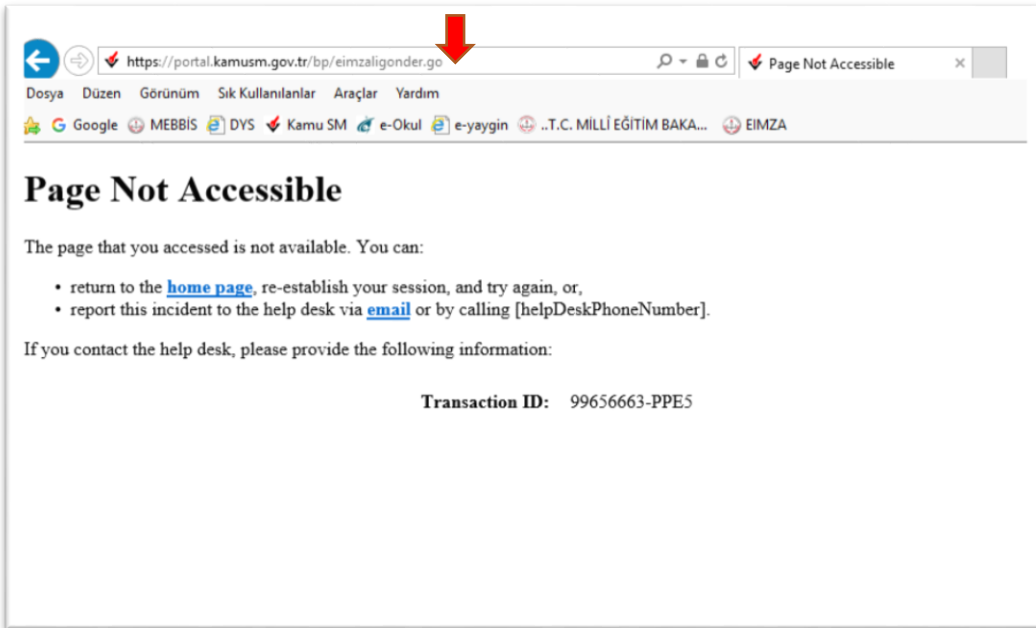 https://portal.kamusm.gov.tr/bp/eimzaligonder.go
Page Not Accessible
Dosya Düzen Görünüm Sık Kullanılanlar Araçlar Yardım
Google MEBBİS DYS Kamu SM e-Okul e-yaygin ..T.C. MİLLÎ EĞİTİM BAKA... EIMZA
Page Not Accessible
The page that you accessed is not available. You can:
• return to the home page, re-establish your session, and try again, or,
• report this incident to the help desk via email or by calling [helpDeskPhoneNumber].
If you contact the help desk, please provide the following information:
Transaction ID: 99656663-PPE5